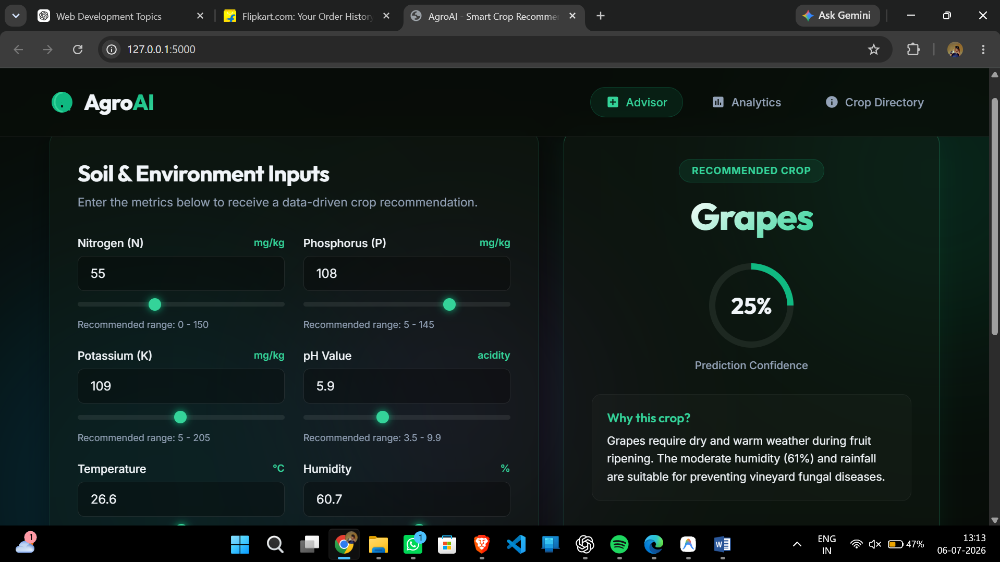 Web Development Topics
Flipkart.com: Your Order History
AgroAI - Smart Crop Recommer
Ask Gemini
127.0.0.1:5000
AgroAI
Advisor
Analytics
Crop Directory
Soil & Environment Inputs
Enter the metrics below to receive a data-driven crop recommendation.
Nitrogen (N) mg/kg
55
Recommended range: 0 - 150
Phosphorus (P) mg/kg
108
Recommended range: 5 - 145
Potassium (K) mg/kg
109
Recommended range: 5 - 205
pH Value acidity
5.9
Recommended range: 3.5 - 9.9
Temperature °C
26.6
Humidity %
60.7
RECOMMENDED CROP
Grapes
25%
Prediction Confidence
Why this crop?
Grapes require dry and warm weather during fruit
ripening. The moderate humidity (61%) and rainfall
are suitable for preventing vineyard fungal diseases.
1
1
W
ENG
IN
47%
13:13
06-07-2026